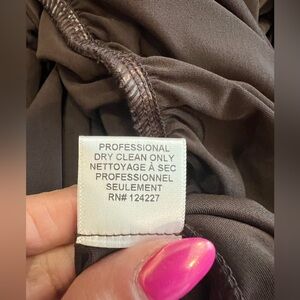 PROFESSIONAL
DRY CLEAN ONLY
NETTOYAGE À SEC
PROFESSIONNEL
SEULEMENT
RN# 124227